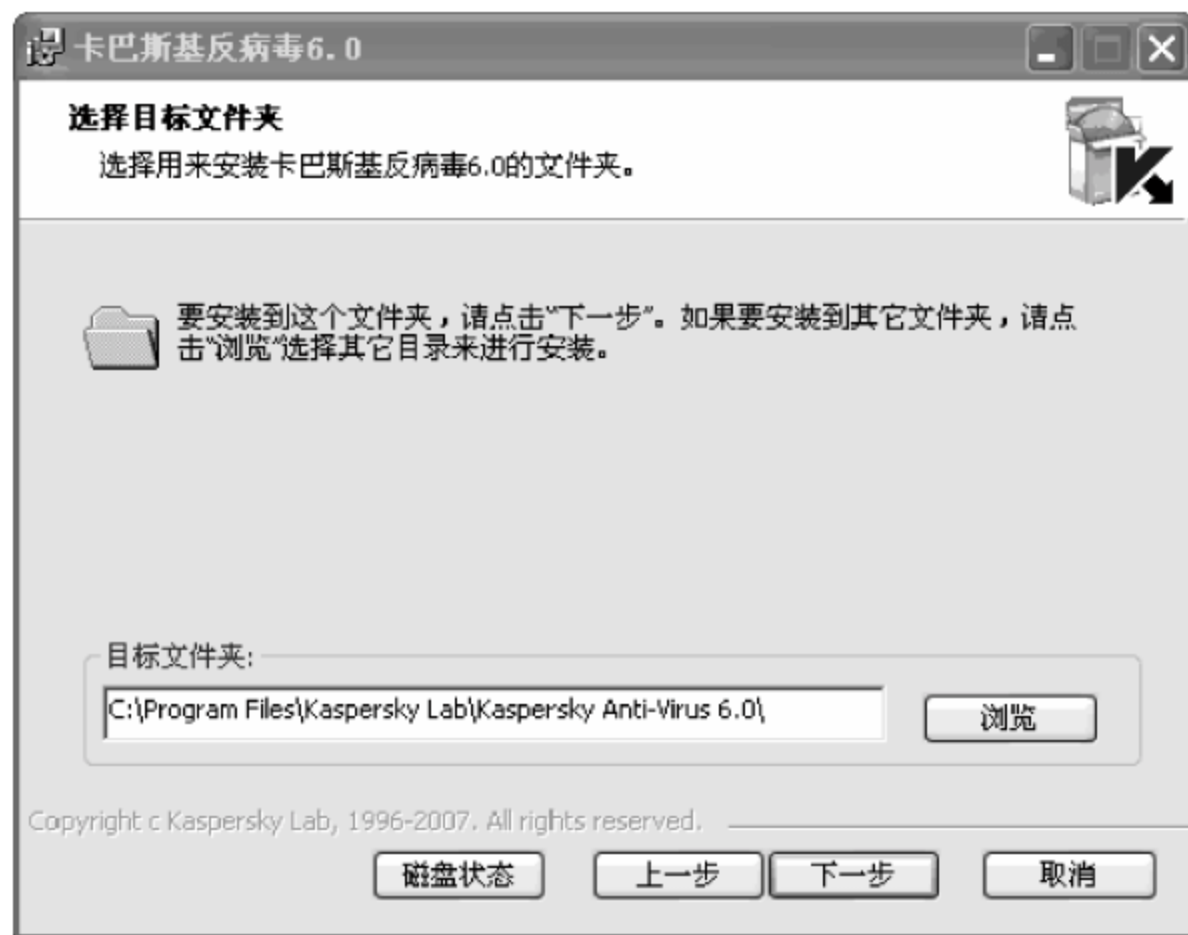 卡巴斯基反病毒6.0
选择目标文件夹
选择用来安装卡巴斯基反病毒6.0的文件夹。
要安装到这个文件夹，请点击“下一步”。如果要安装到其它文件夹，请点
击“浏览”选择其它目录来进行安装。
目标文件夹:
C:\Program Files\Kaspersky Lab\Kaspersky Anti-Virus 6.0\
浏览
Copyright c Kaspersky Lab, 1996-2007. All rights reserved.
磁盘状态 上一步 下一步 取消